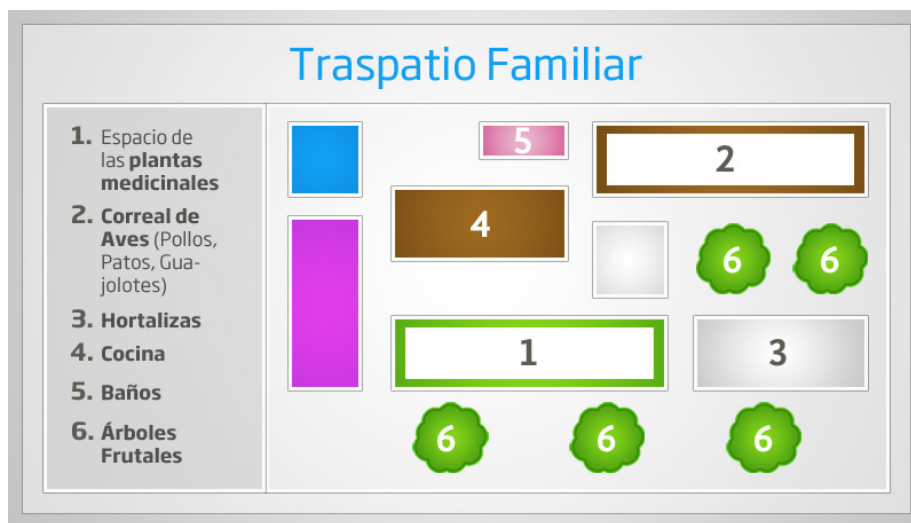 Traspatio Familiar
1. Espacio de
las plantas
medicinales
2. Correal de
Aves (Pollos,
Patos, Gua-
jolotes)
3. Hortalizas
4. Cocina
5. Baños
6. Árboles
Frutales
5
2
4
6
6
1
3
6
6
6